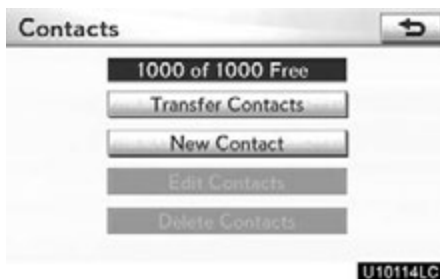 Contacts
1000 of 1000 Free
Transfer Contacts
New Contact
Edit Contacts
Delete Contacts
U10114LC